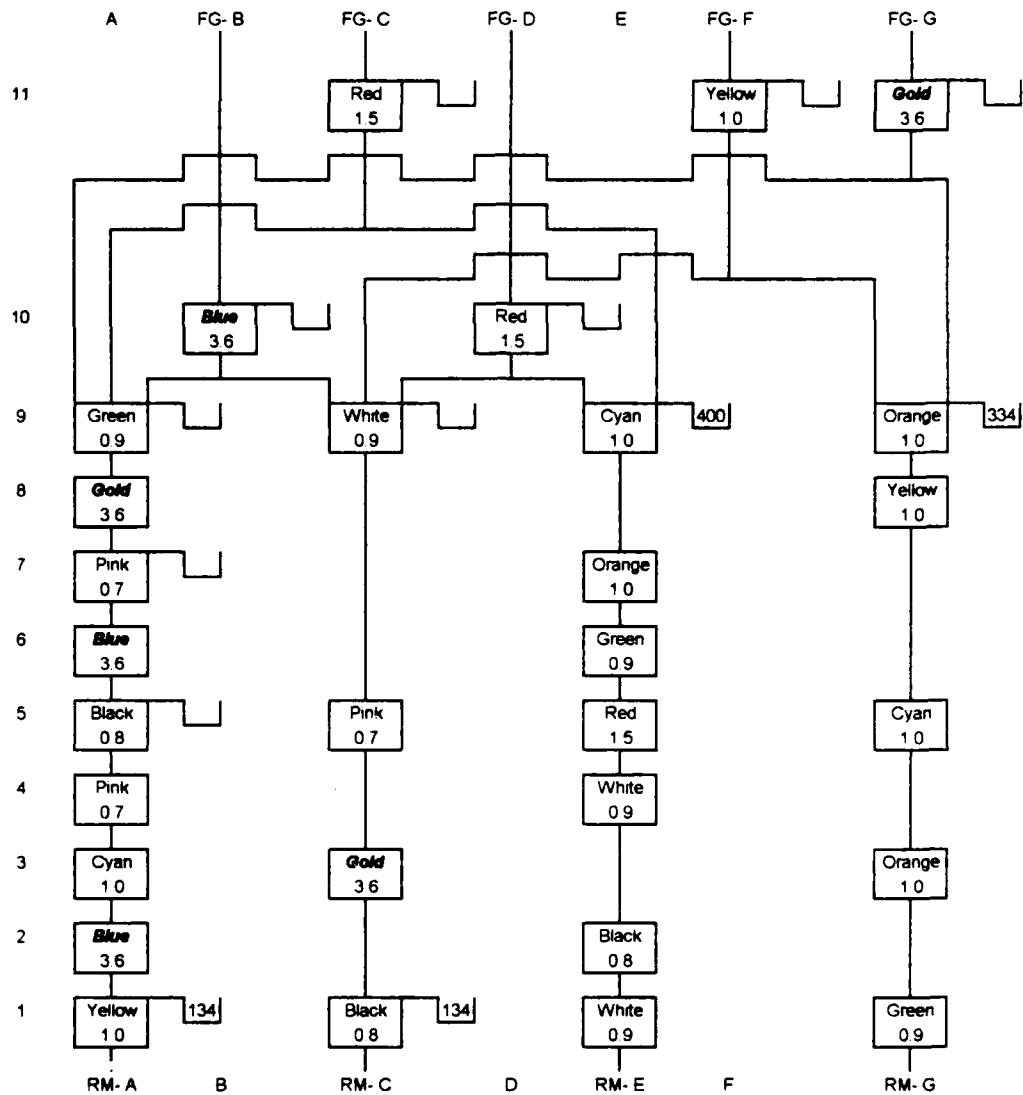 A FG- B FG- C FG- D E FG- F FG- G
11 Red Yellow Gold
1.5 1.0 3.6
10 Blue Red
3.6 1.5
9 Green White Cyan 400 Orange 334
0.9 0.9 1.0 1.0
8 Gold Yellow
3.6 1.0
7 Pink Orange
0.7 1.0
6 Blue Green
3.6 0.9
5 Black Pink Red Cyan
0.8 0.7 1.5 1.0
4 Pink White
0.7 0.9
3 Cyan Gold Orange
1.0 3.6 1.0
2 Blue Black
3.6 0.8
1 Yellow 134 Black 134 White Green
1.0 0.8 0.9 0.9
RM- A B RM- C D RM- E F RM- G